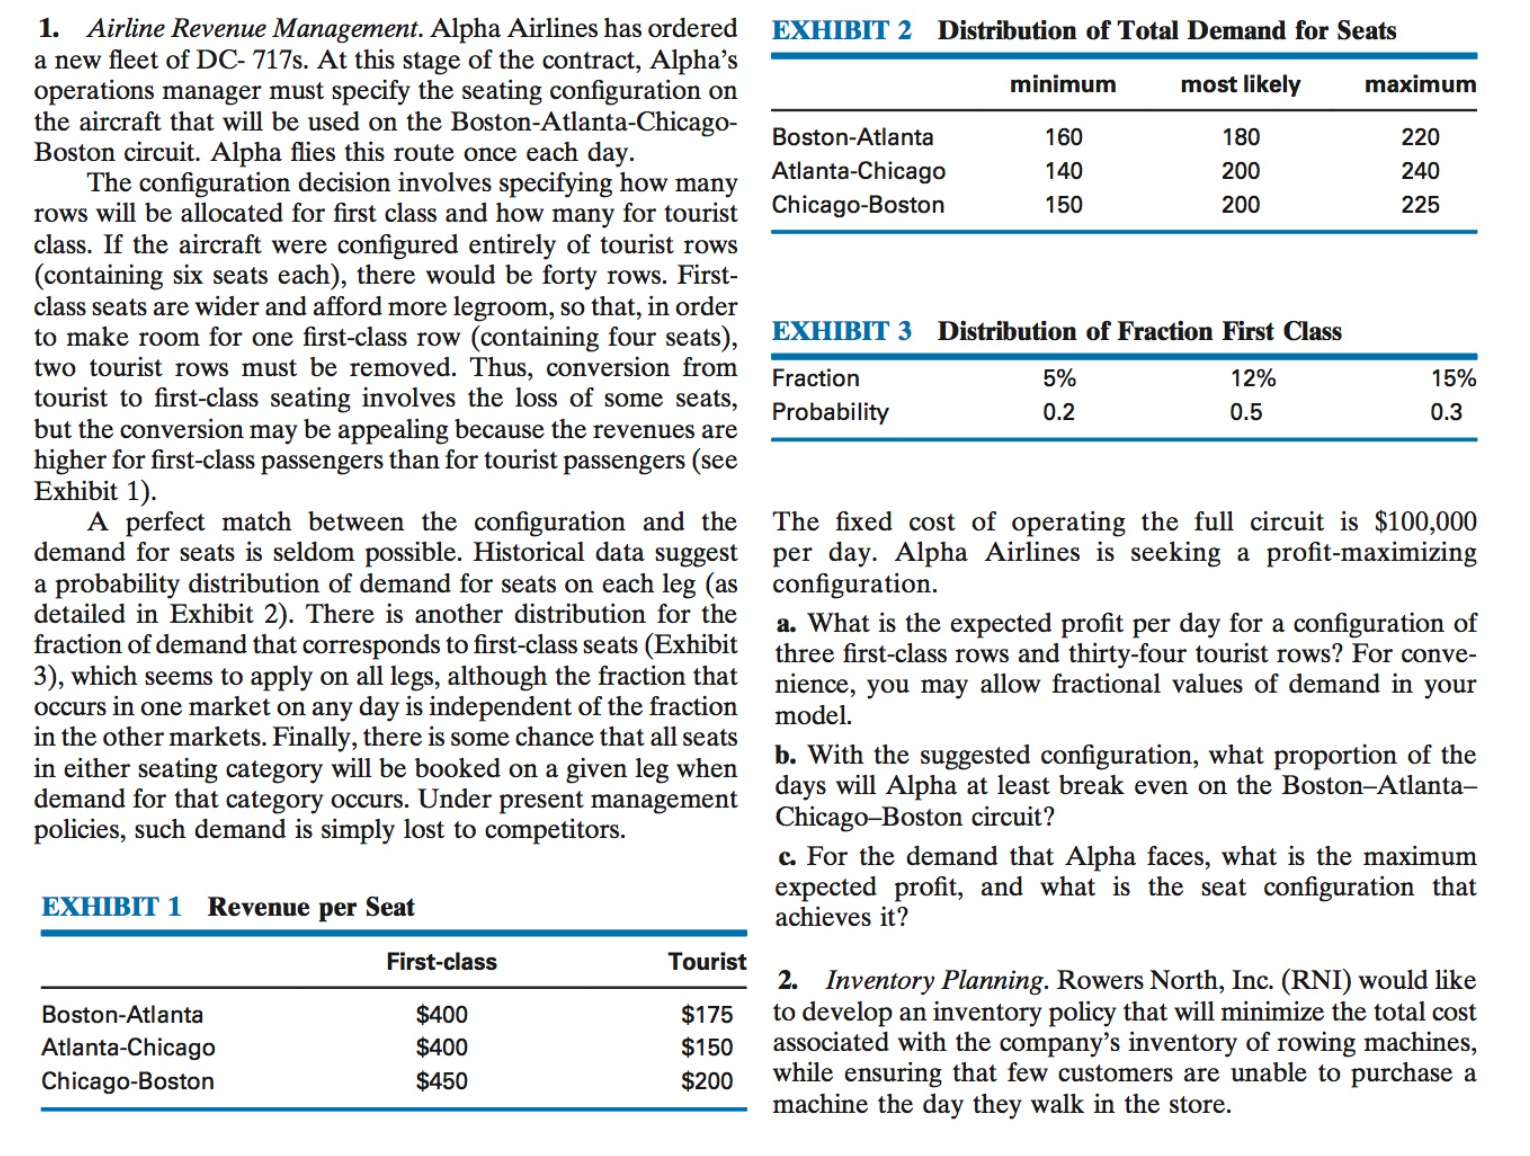 1. Airline Revenue Management. Alpha Airlines has ordered
a new fleet of DC- 717s. At this stage of the contract, Alpha's
operations manager must specify the seating configuration on
the aircraft that will be used on the Boston-Atlanta-Chicago-
Boston circuit. Alpha flies this route once each day.
The configuration decision involves specifying how many
rows will be allocated for first class and how many for tourist
class. If the aircraft were configured entirely of tourist rows
(containing six seats each), there would be forty rows. First-
class seats are wider and afford more legroom, so that, in order
to make room for one first-class row (containing four seats),
two tourist rows must be removed. Thus, conversion from
tourist to first-class seating involves the loss of some seats,
but the conversion may be appealing because the revenues are
higher for first-class passengers than for tourist passengers (see
Exhibit 1).
A perfect match between the configuration and the
demand for seats is seldom possible. Historical data suggest
a probability distribution of demand for seats on each leg (as
detailed in Exhibit 2). There is another distribution for the
fraction of demand that corresponds to first-class seats (Exhibit
3), which seems to apply on all legs, although the fraction that
occurs in one market on any day is independent of the fraction
in the other markets. Finally, there is some chance that all seats
in either seating category will be booked on a given leg when
demand for that category occurs. Under present management
policies, such demand is simply lost to competitors.
EXHIBIT 1 Revenue per Seat
First-class Tourist
Boston-Atlanta $400 $175
Atlanta-Chicago $400 $150
Chicago-Boston $450 $200
EXHIBIT 2 Distribution of Total Demand for Seats
minimum most likely maximum
Boston-Atlanta 160 180 220
Atlanta-Chicago 140 200 240
Chicago-Boston 150 200 225
EXHIBIT 3 Distribution of Fraction First Class
Fraction 5% 12% 15%
Probability 0.2 0.5 0.3
The fixed cost of operating the full circuit is $100,000
per day. Alpha Airlines is seeking a profit-maximizing
configuration.
a. What is the expected profit per day for a configuration of
three first-class rows and thirty-four tourist rows? For conve-
nience, you may allow fractional values of demand in your
model.
b. With the suggested configuration, what proportion of the
days will Alpha at least break even on the Boston–Atlanta–
Chicago–Boston circuit?
c. For the demand that Alpha faces, what is the maximum
expected profit, and what is the seat configuration that
achieves it?
2. Inventory Planning. Rowers North, Inc. (RNI) would like
to develop an inventory policy that will minimize the total cost
associated with the company's inventory of rowing machines,
while ensuring that few customers are unable to purchase a
machine the day they walk in the store.